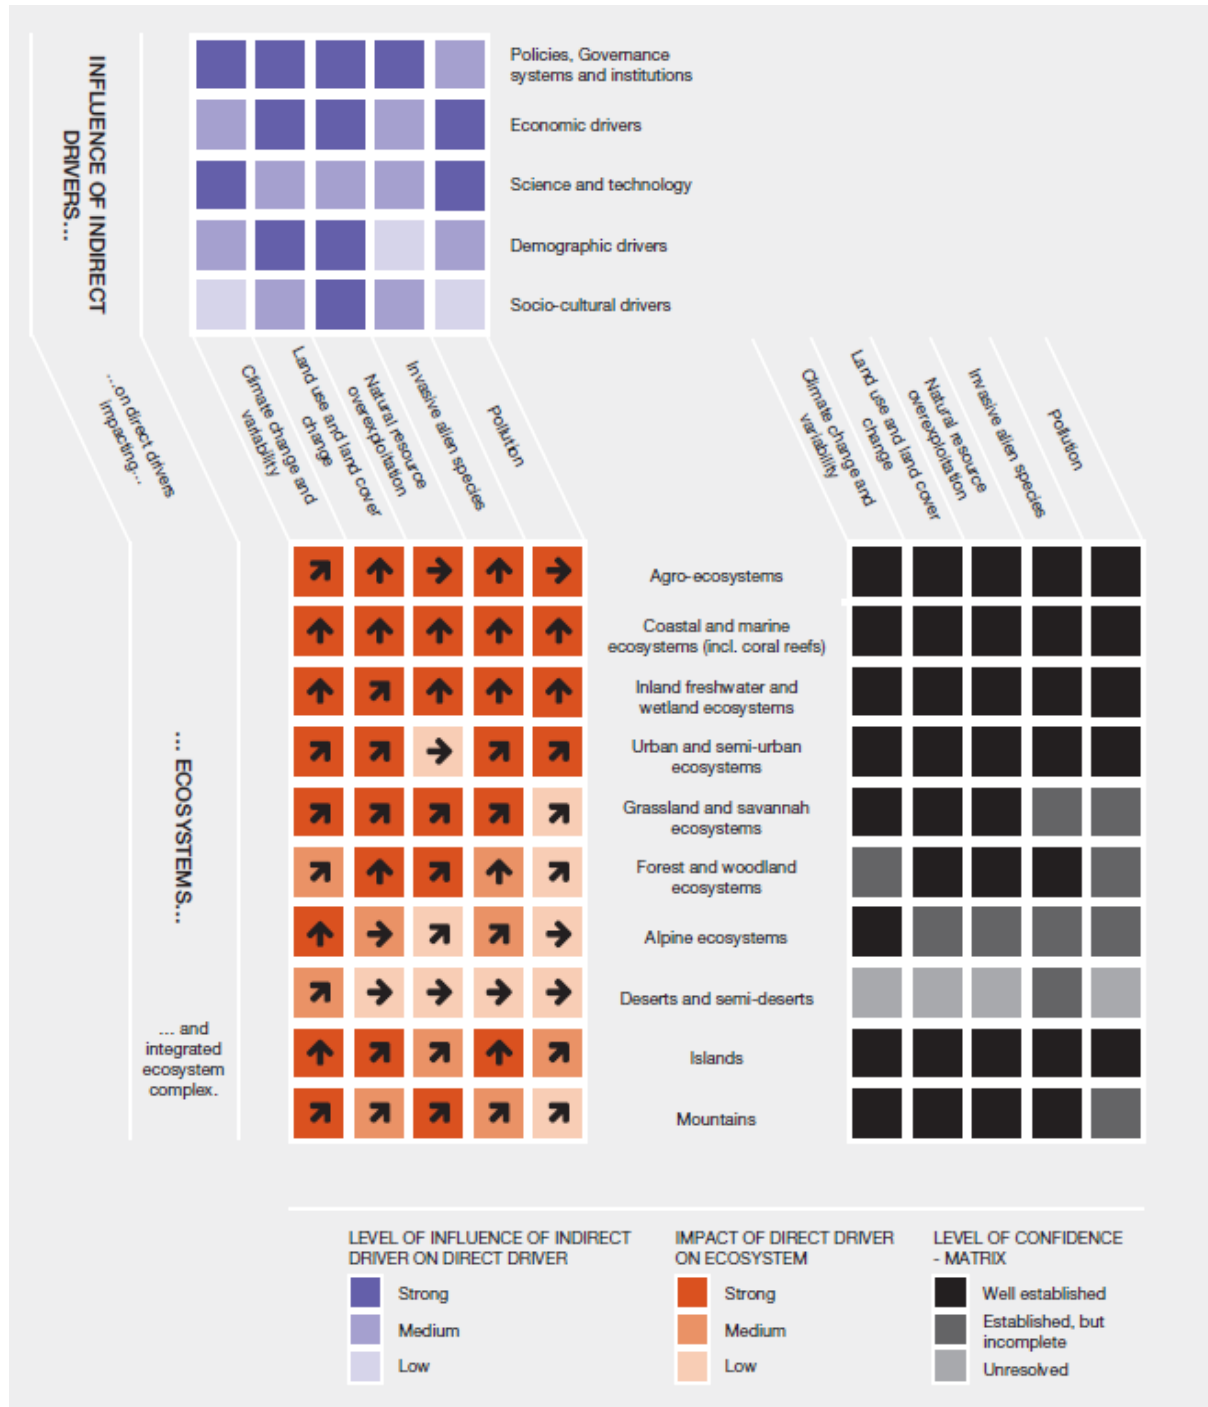 INFLUENCE OF INDIRECT
DRIVERS...
Policies, Governance
systems and institutions
Economic drivers
Science and technology
Demographic drivers
Socio-cultural drivers
...on direct drivers
impacting...
Climate change and
variability
Land use and land cover
change
Natural resource
overexploitation
Invasive alien species
Pollution
Climate change and
variability
Land use and land cover
change
Natural resource
overexploitation
Invasive alien species
Pollution
... ECOSYSTEMS...
Agro-ecosystems
Coastal and marine
ecosystems (incl. coral reefs)
Inland freshwater and
wetland ecosystems
Urban and semi-urban
ecosystems
Grassland and savannah
ecosystems
Forest and woodland
ecosystems
Alpine ecosystems
Deserts and semi-deserts
... and
integrated
ecosystem
complex.
Islands
Mountains
LEVEL OF INFLUENCE OF INDIRECT
DRIVER ON DIRECT DRIVER
Strong
Medium
Low
IMPACT OF DIRECT DRIVER
ON ECOSYSTEM
Strong
Medium
Low
LEVEL OF CONFIDENCE
- MATRIX
Well established
Established, but
incomplete
Unresolved